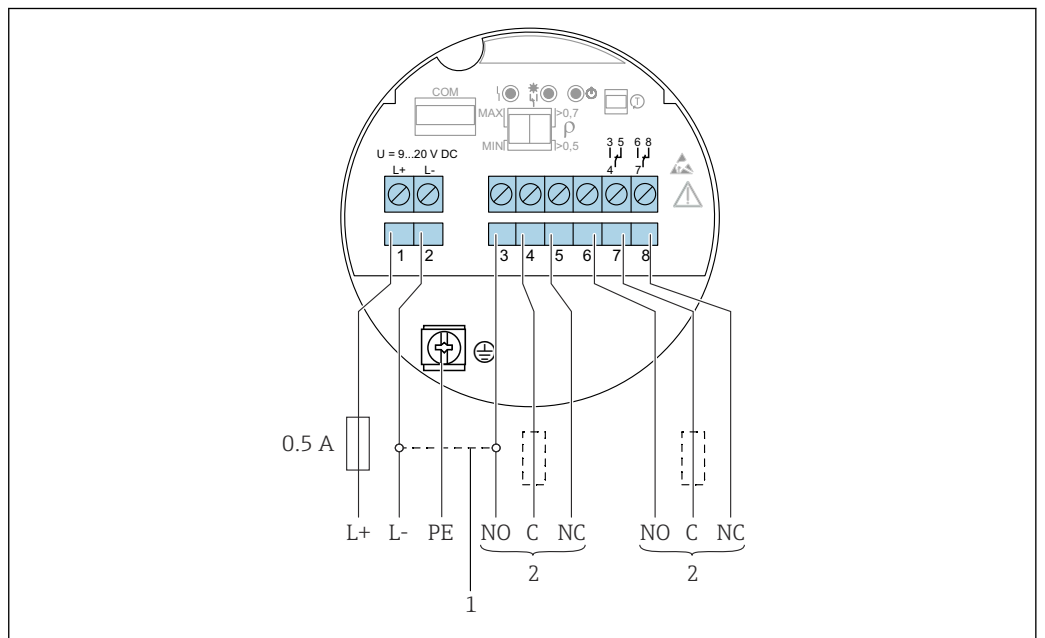 COM
MAX
>0,7
ρ
MIN
>0,5
T
U = 9...20 V DC
L+ L-
3 5 6 8
4 7
1 2 3 4 5 6 7 8
0.5 A
L+ L- PE NO C NC NO C NC
2 2
1